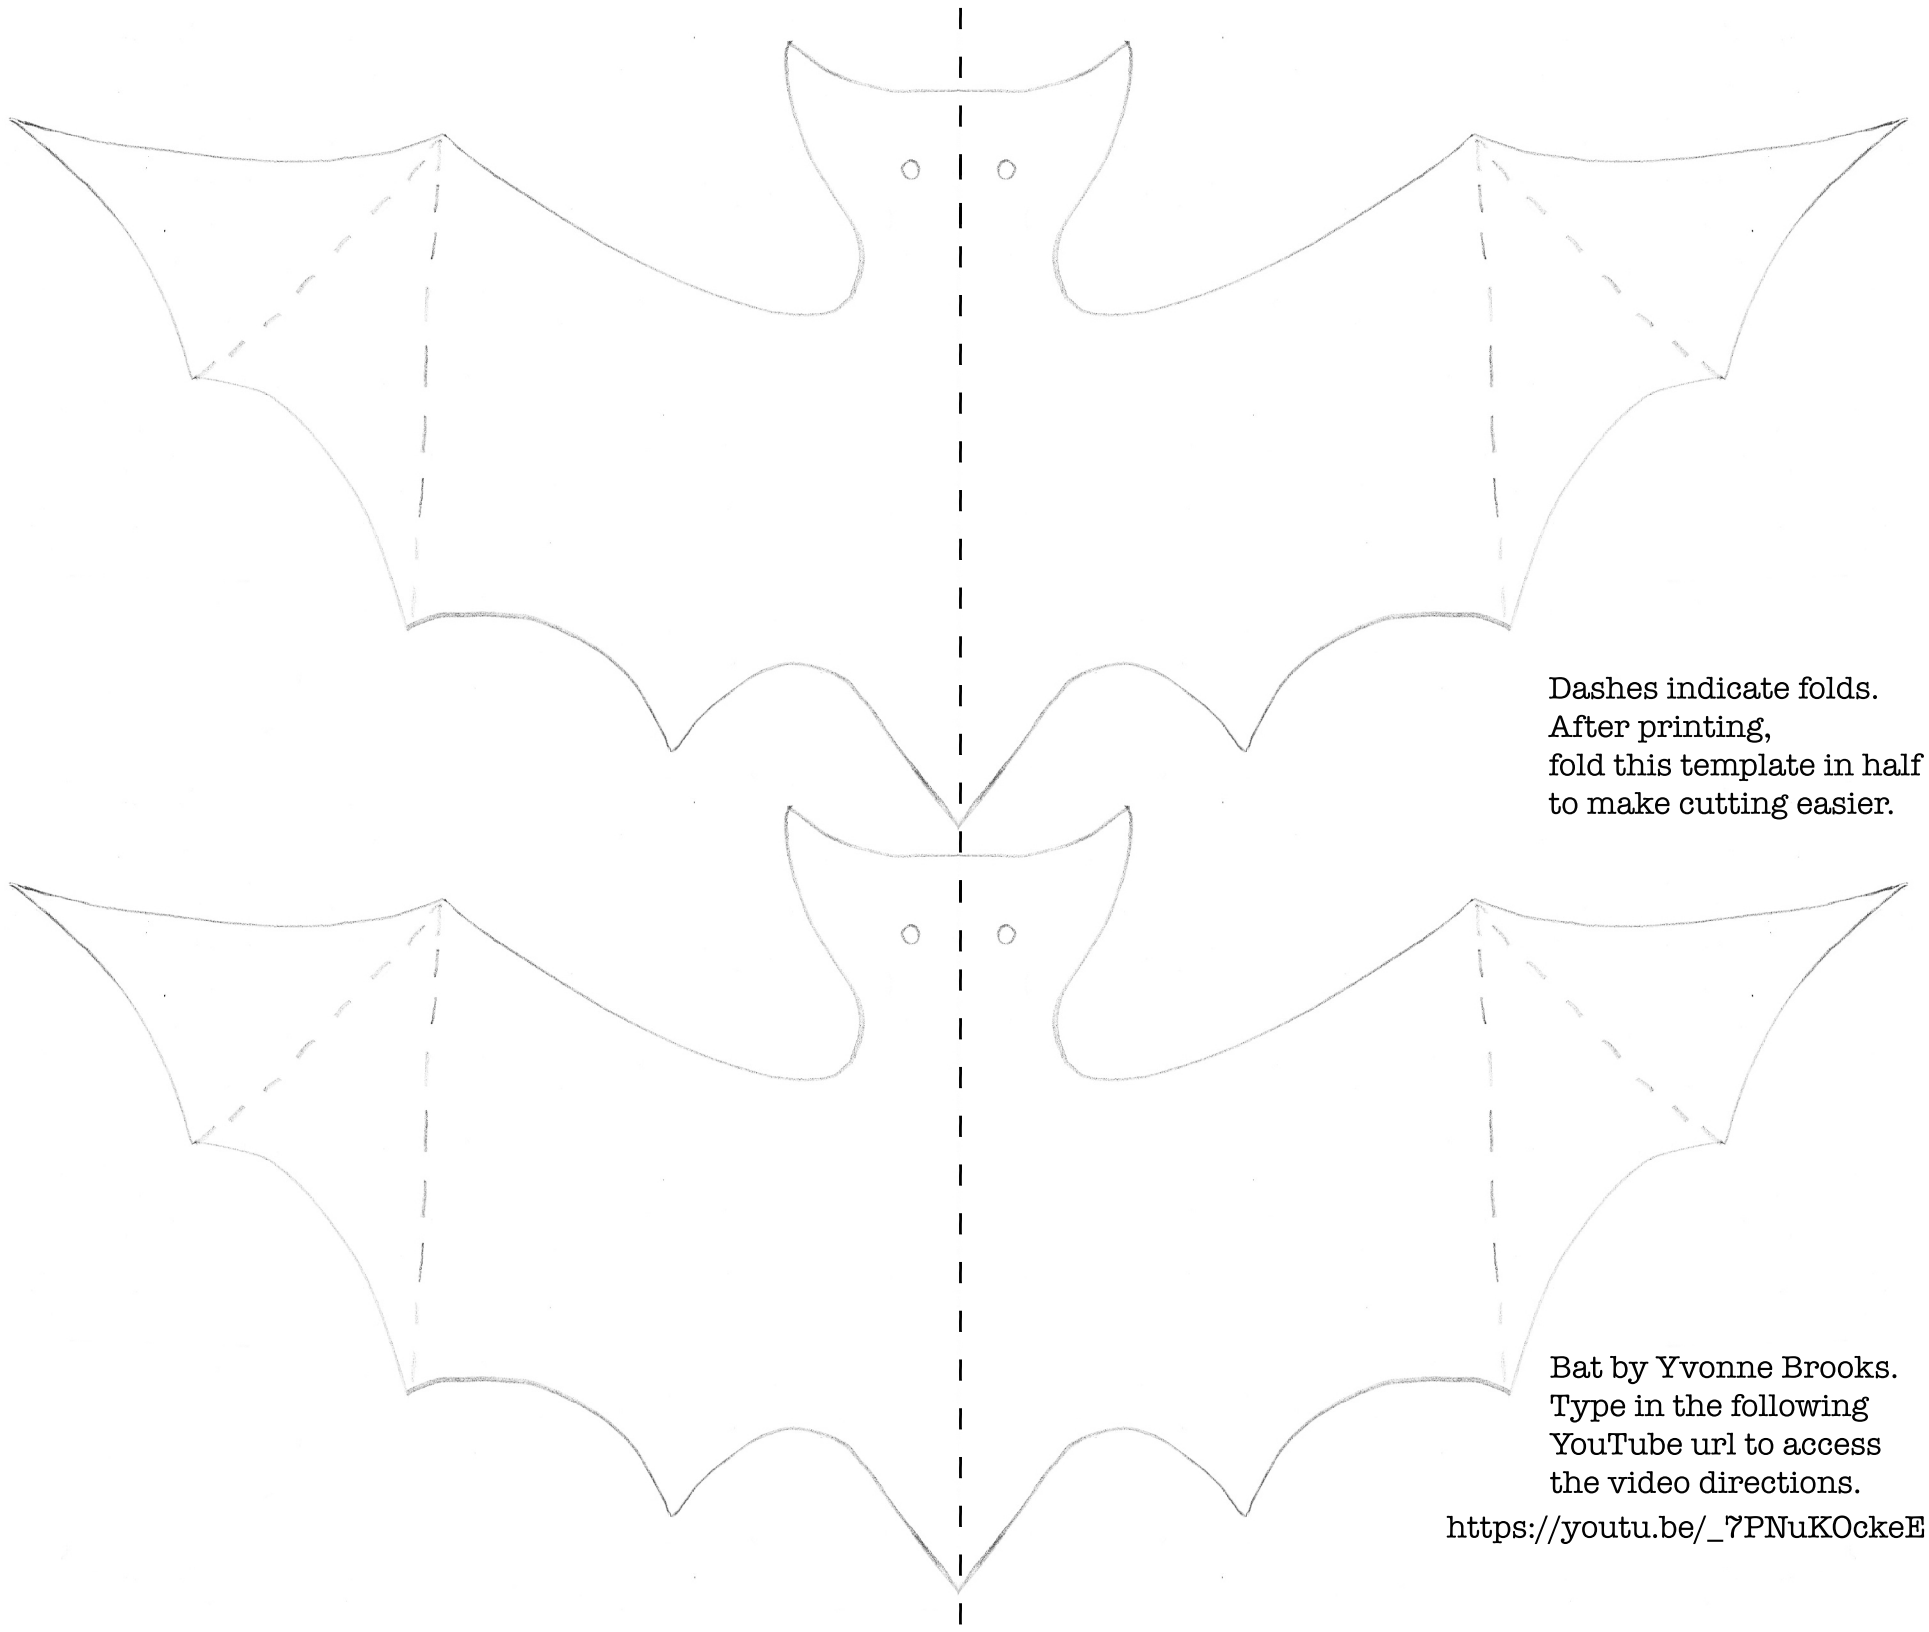 Dashes indicate folds.
After printing,
fold this template in half
to make cutting easier.
Bat by Yvonne Brooks.
Type in the following
YouTube url to access
the video directions.
https://youtu.be/_7PNuKOckeE